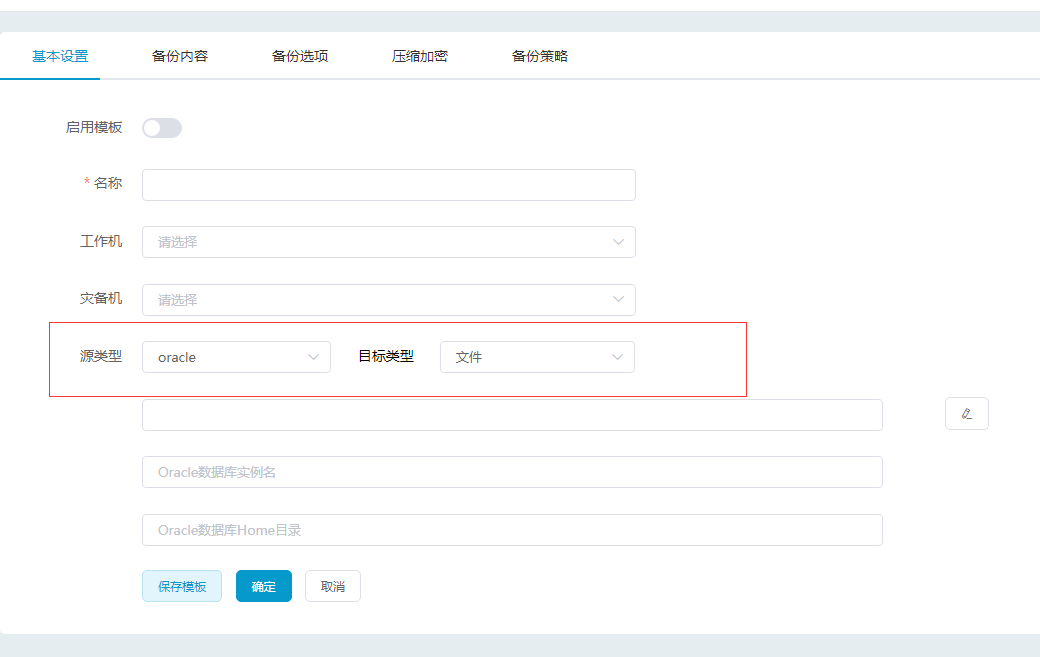 基本设置 备份内容 备份选项 压缩加密 备份策略
启用模板
* 名称
工作机 请选择
灾备机 请选择
源类型 oracle 目标类型 文件
Oracle数据库实例名
Oracle数据库Home目录
保存模板 确定 取消